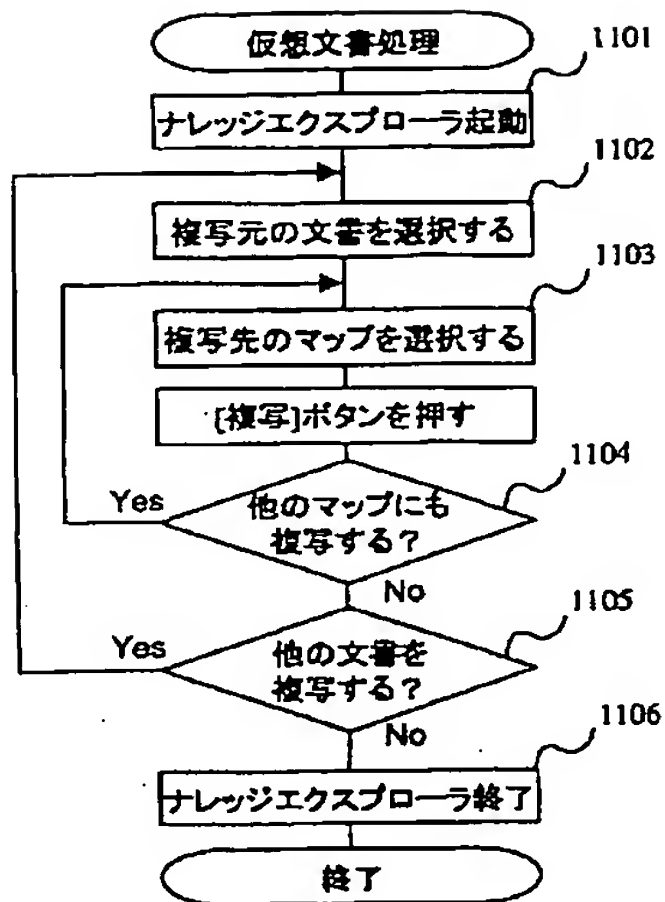 仮想文書処理
1101
ナレッジエクスプローラ起動
1102
複写元の文書を選択する
1103
複写先のマップを選択する
[複写]ボタンを押す
1104
Yes
他のマップにも
複写する?
No
1105
Yes
他の文書を
複写する?
No
1106
ナレッジエクスプローラ終了
終了